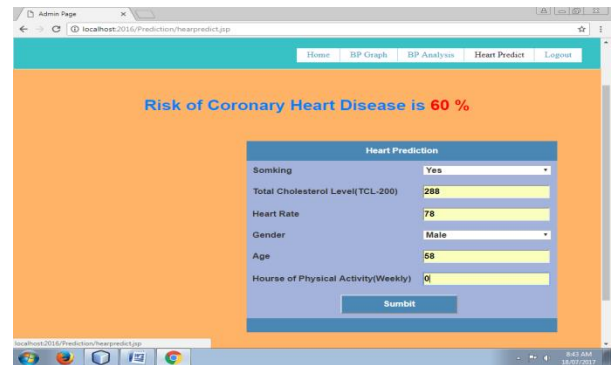 Admin Page
localhost:2016/Prediction/hearpredict.jsp
Home BP Graph BP Analysis Heart Predict Logout
Risk of Coronary Heart Disease is 60 %
Heart Prediction
Somking Yes
Total Cholesterol Level(TCL-200) 288
Heart Rate 78
Gender Male
Age 58
Hourse of Physical Activity(Weekly) 0
Sumbit
localhost:2016/Prediction/hearpredict.jsp
8:43 AM
18/07/2017